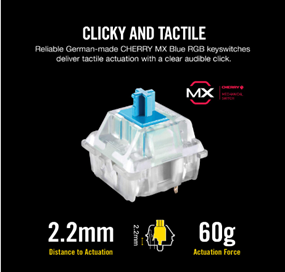 CLICKY AND TACTILE
Reliable German-made CHERRY MX Blue RGB keyswitches
deliver tactile actuation with a clear audible click.
MX
CHERRY
2.2mm
Distance to Actuation
2.2mm
60g
Actuation Force